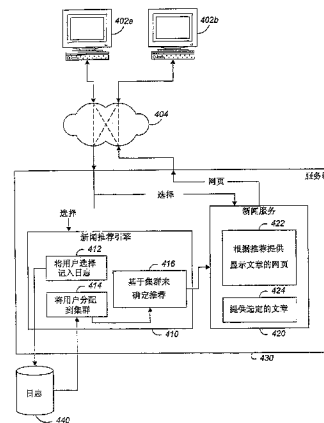 402a
402b
404
服务器
网页
选择
选择
新闻服务
422
根据推荐提供
显示文章的网页
424
提供选定的文章
420
新闻推荐引擎
412
将用户选择
记入日志
414
将用户分配
到集群
416
基于集群来
确定推荐
410
430
日志
440